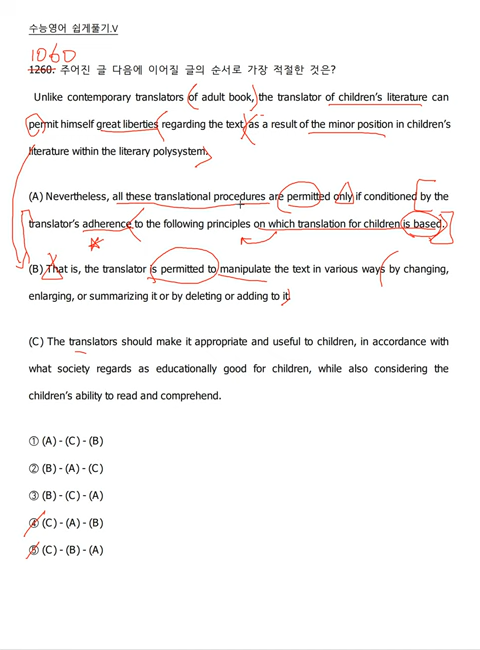 수능영어 쉽게풀기.V
1060
1260. 주어진 글 다음에 이어질 글의 순서로 가장 적절한 것은?
Unlike contemporary translators of adult book, the translator of children's literature can
permit himself great liberties regarding the text, as a result of the minor position in children's
literature within the literary polysystem.
(A) Nevertheless, all these translational procedures are permitted only if conditioned by the
translator's adherence to the following principles on which translation for children is based.
(B) That is, the translator is permitted to manipulate the text in various ways by changing,
enlarging, or summarizing it or by deleting or adding to it.
(C) The translators should make it appropriate and useful to children, in accordance with
what society regards as educationally good for children, while also considering the
children's ability to read and comprehend.
① (A) - (C) - (B)
② (B) - (A) - (C)
③ (B) - (C) - (A)
④ (C) - (A) - (B)
⑤ (C) - (B) - (A)